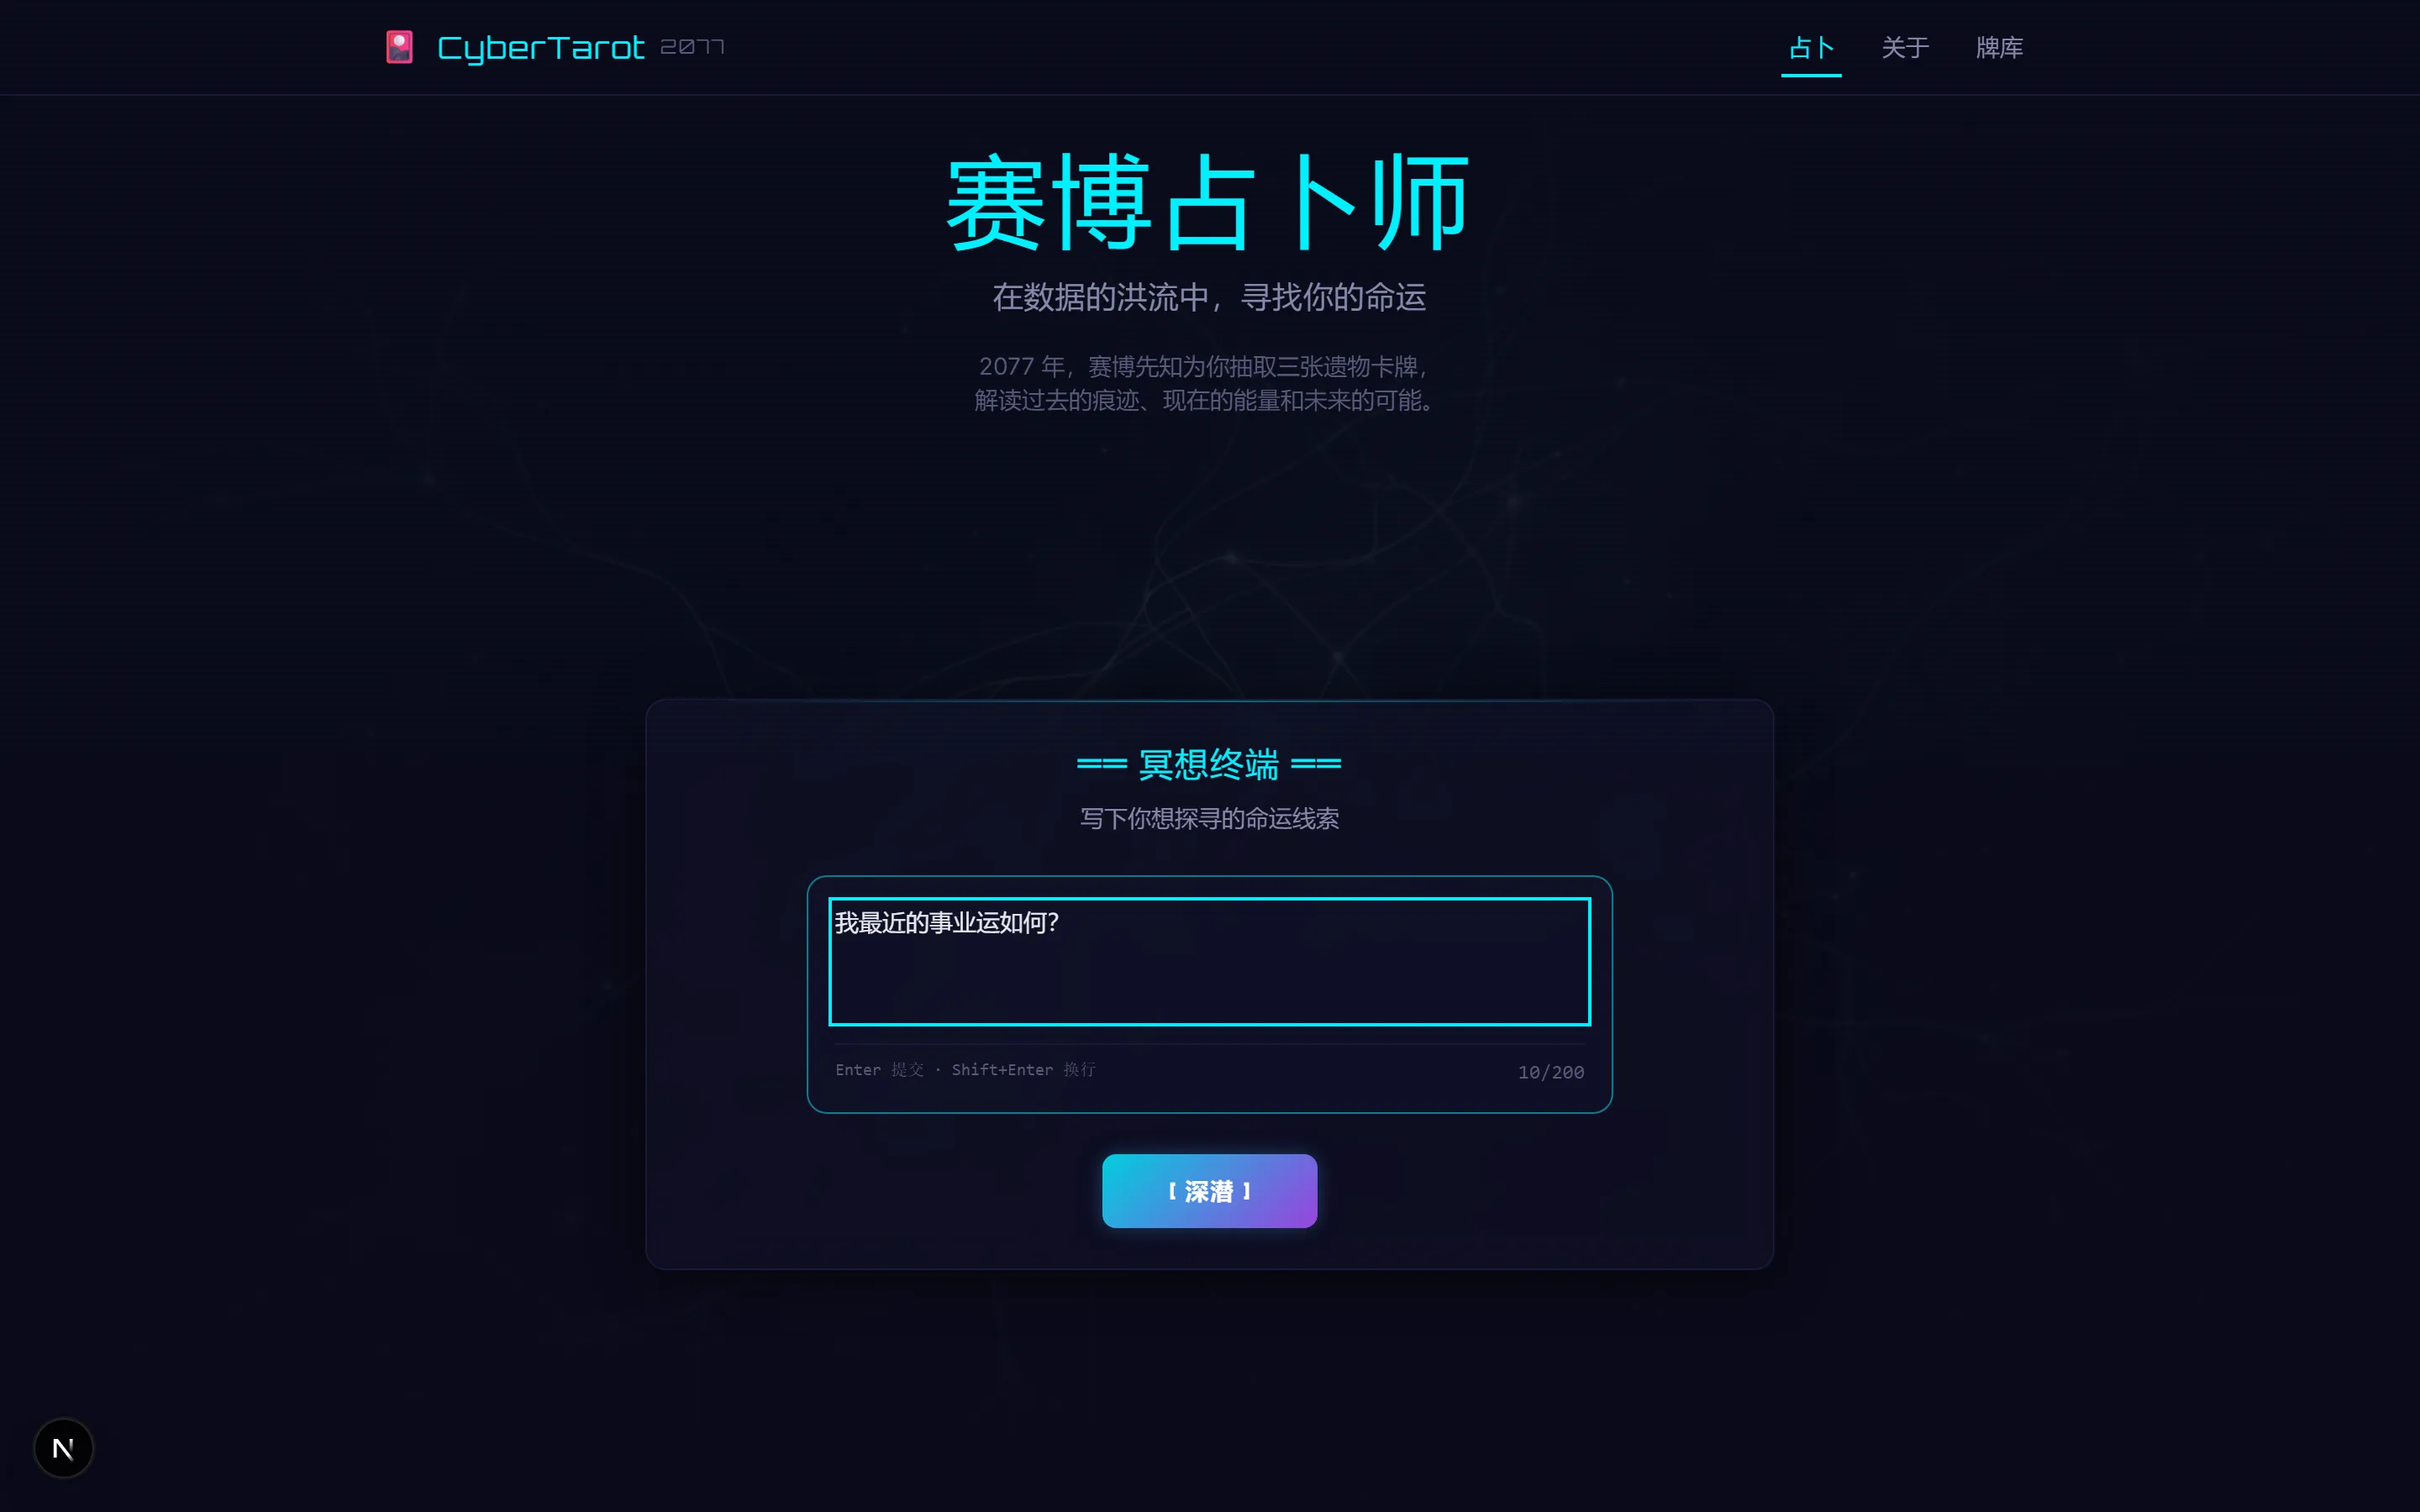 CyberTarot 2077
占卜 关于 牌库
赛博占卜师
在数据的洪流中，寻找你的命运
2077 年，赛博先知为你抽取三张遗物卡牌，
解读过去的痕迹、现在的能量和未来的可能。
══ 冥想终端 ══
写下你想探寻的命运线索
我最近的事业运如何？
Enter 提交 · Shift+Enter 换行
10/200
[ 深潜 ]
N